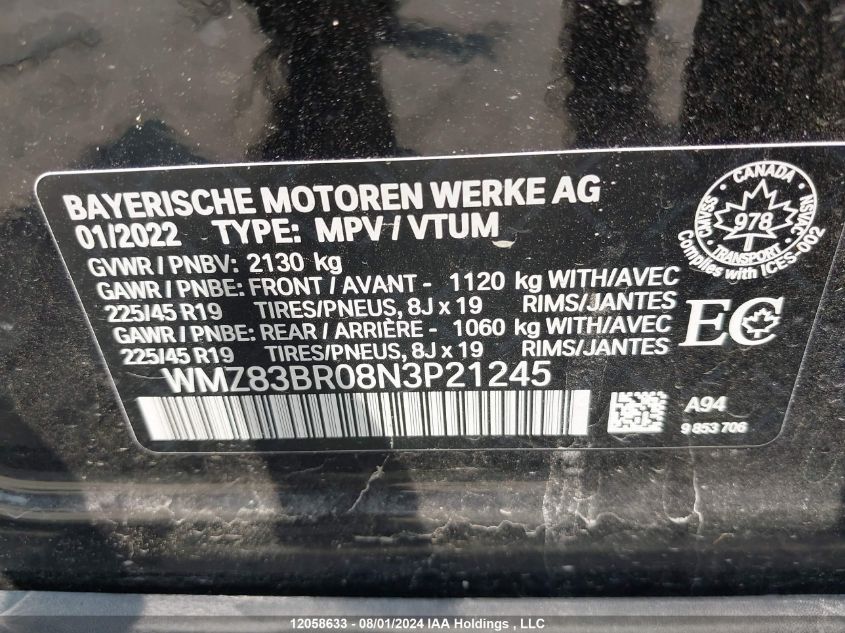 BAYERISCHE MOTOREN WERKE AG
01/2022 TYPE: MPV / VTUM
GVWR / PNBV: 2130 kg
GAWR / PNBE: FRONT / AVANT - 1120 kg WITH/AVEC
225/45 R19 TIRES/PNEUS, 8J x 19 RIMS/JANTES
GAWR / PNBE: REAR / ARRIÈRE - 1060 kg WITH/AVEC
225/45 R19 TIRES/PNEUS, 8J x 19 RIMS/JANTES
WMZ83BR08N3P21245
CANADA
CMVSS
978
NSVAC
TRANSPORT
Complies with ICES-002
EC
A94
9 853 706
12058633 - 08/01/2024 IAA Holdings , LLC